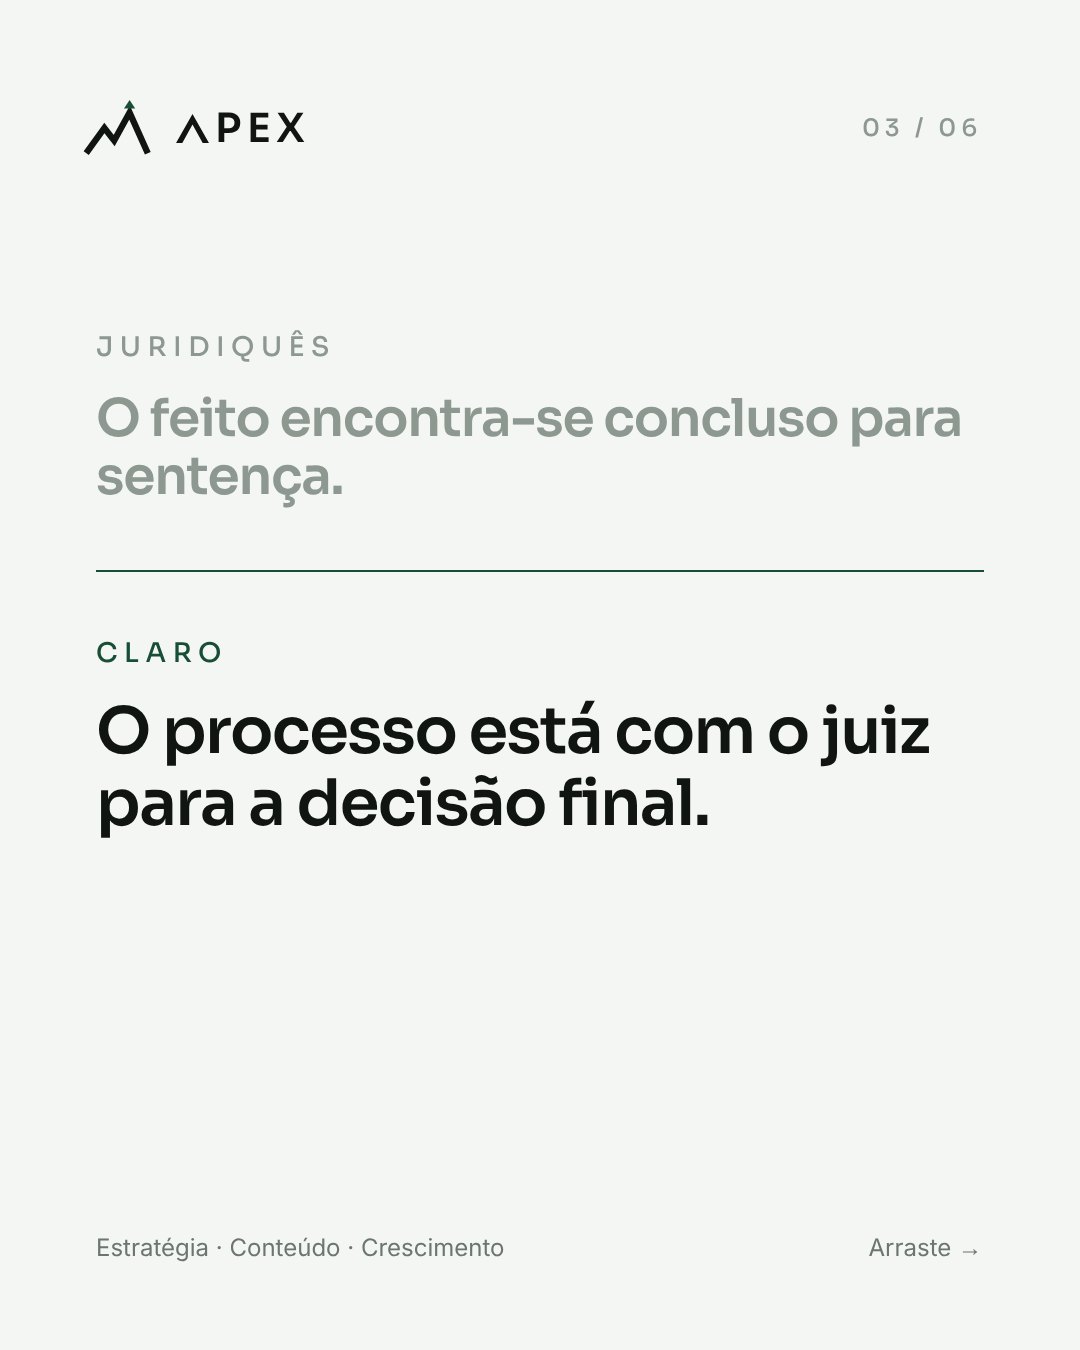 APEX
03 / 06
JURIDIQUÊS
O feito encontra-se concluso para
sentença.
CLARO
O processo está com o juiz
para a decisão final.
Estratégia · Conteúdo · Crescimento
Arraste →